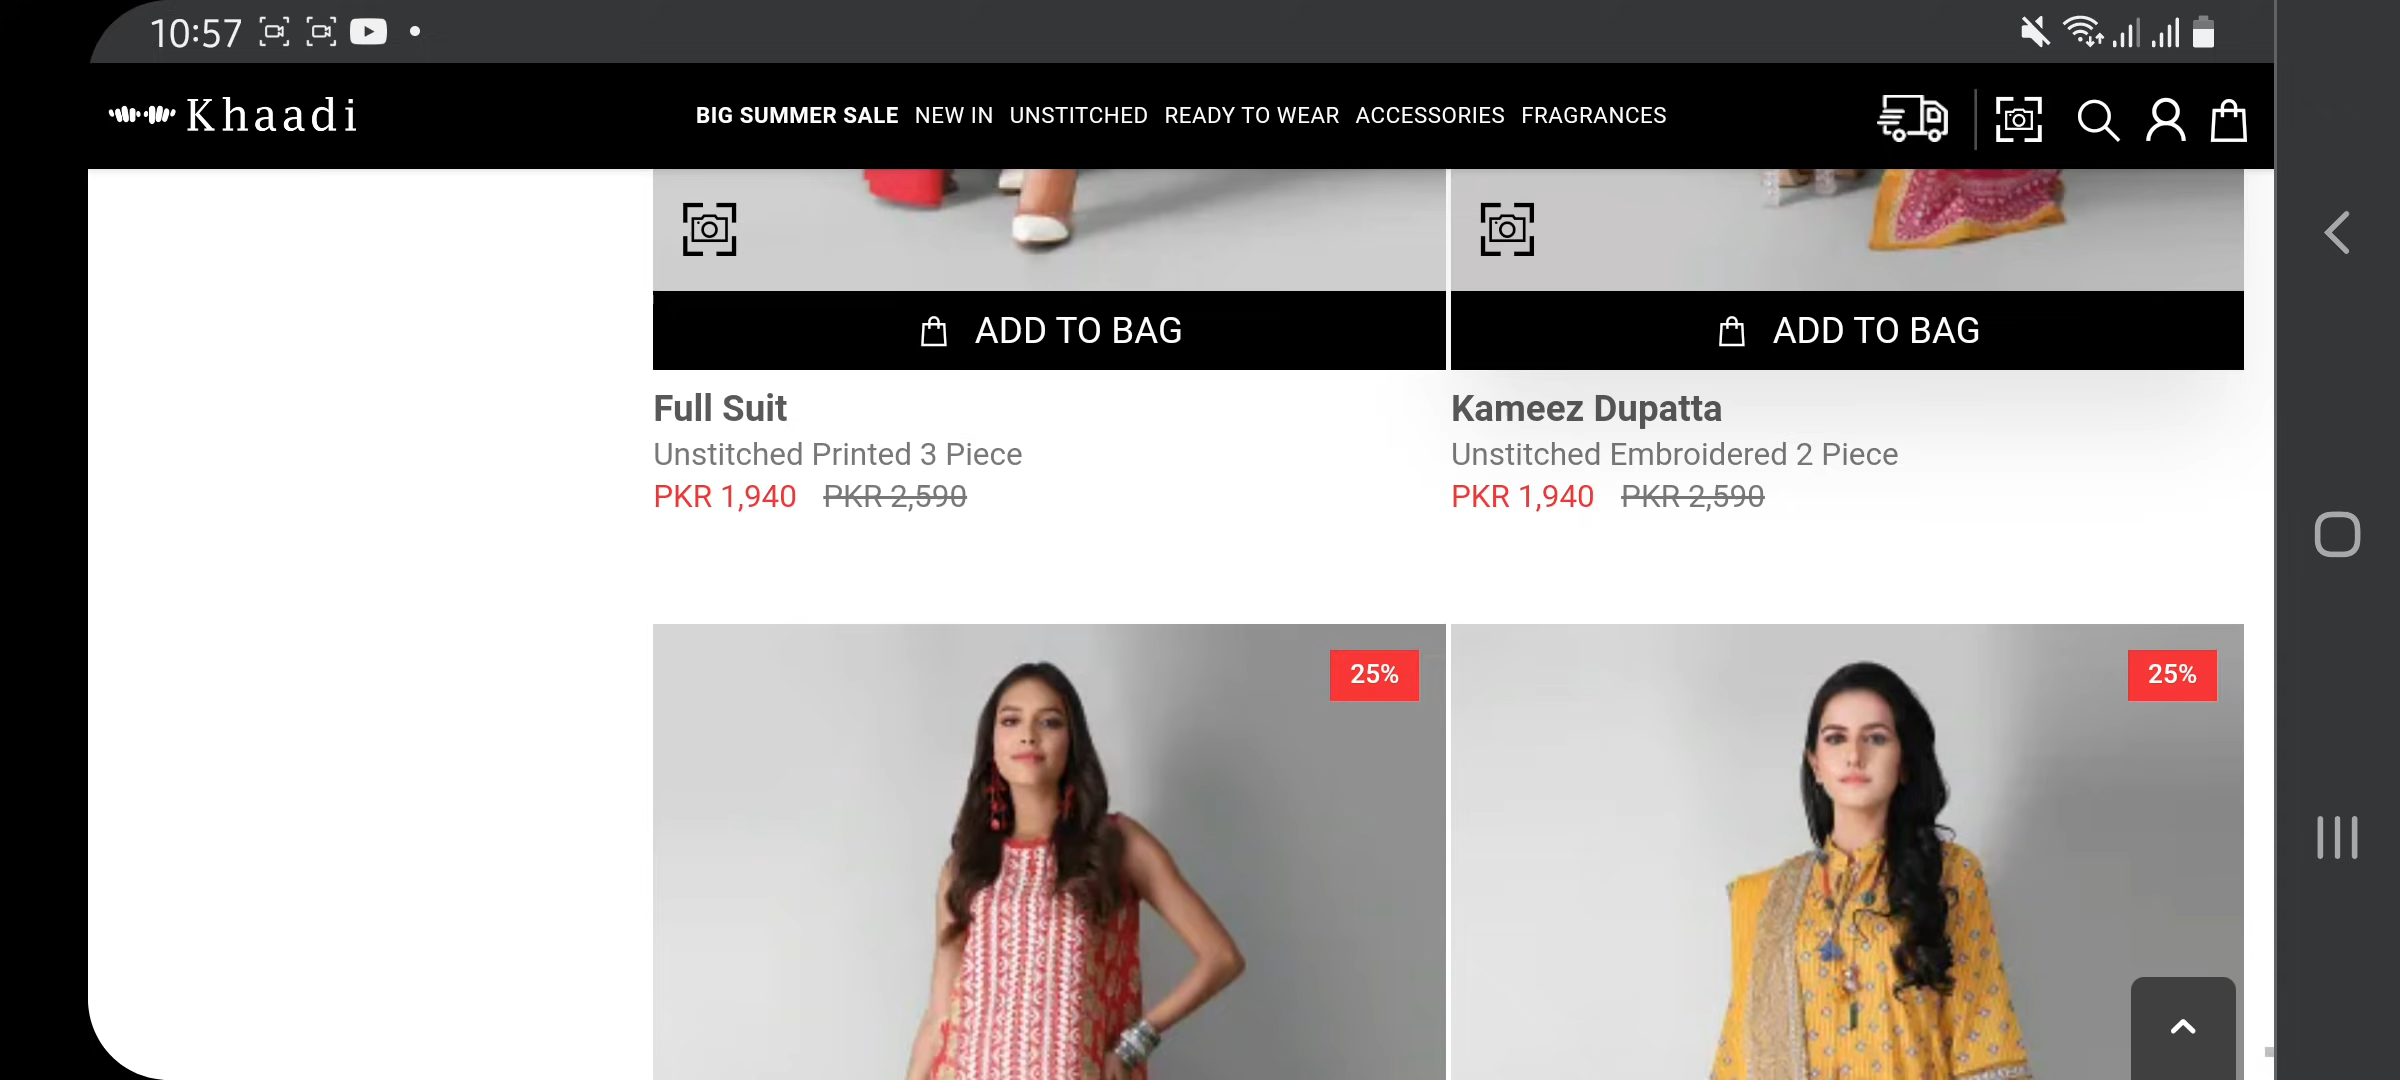 10:57
Khaadi
BIG SUMMER SALE NEW IN UNSTITCHED READY TO WEAR ACCESSORIES FRAGRANCES
ADD TO BAG
ADD TO BAG
Full Suit
Unstitched Printed 3 Piece
PKR 1,940 PKR 2,590
Kameez Dupatta
Unstitched Embroidered 2 Piece
PKR 1,940 PKR 2,590
25%
25%